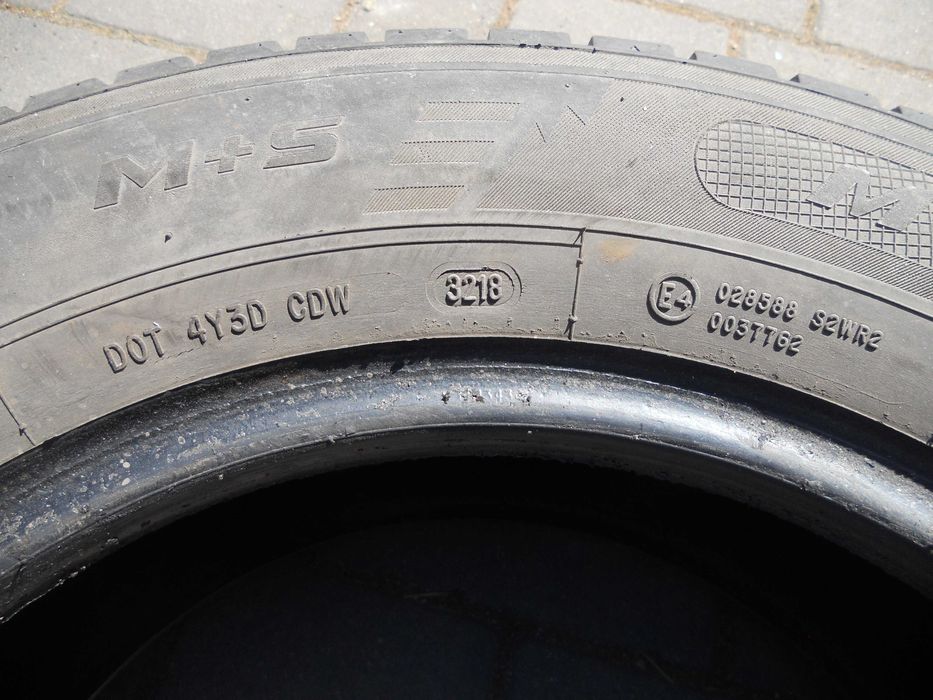 M+S
M
DOT 4Y3D CDW 3218
E4 028588 S2WR2
0037762